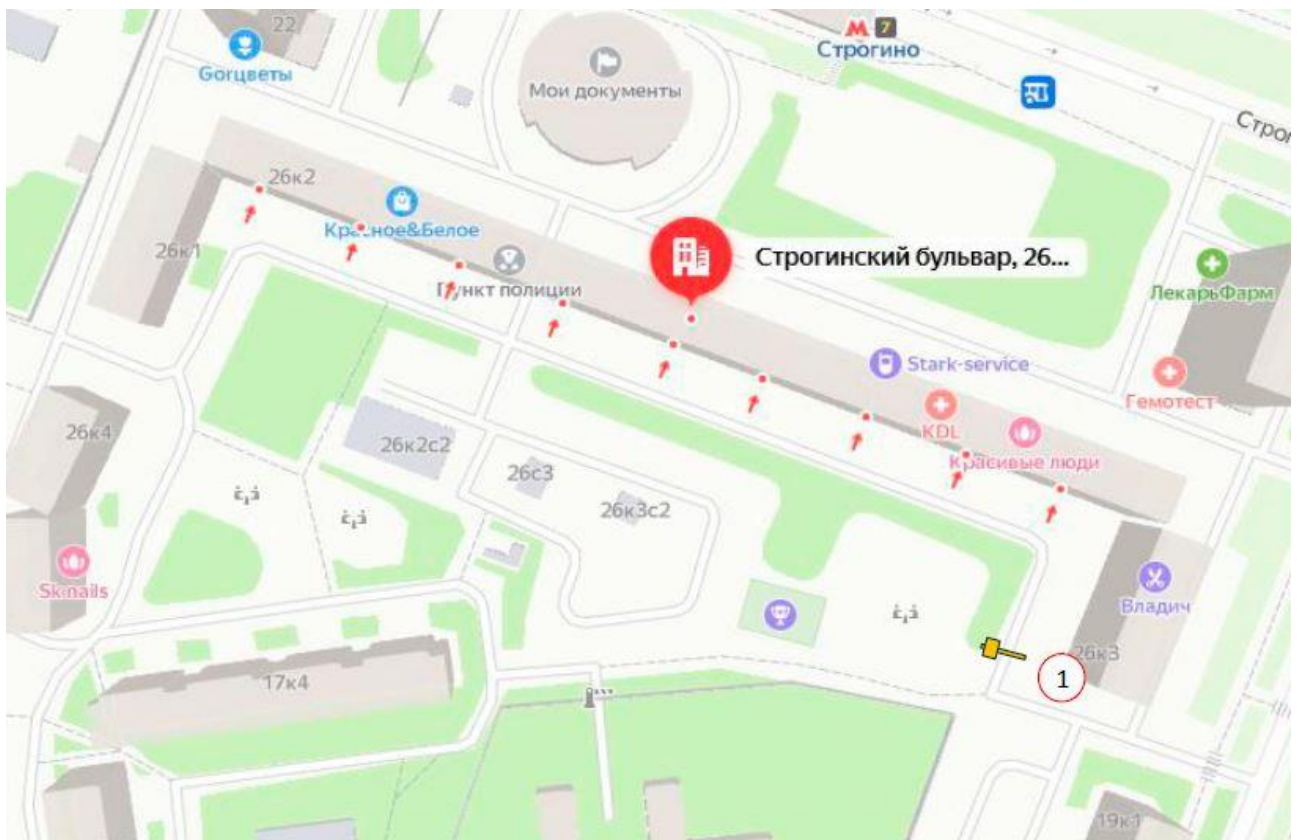 22
М 7
Строгино
Gorцветы
Мои документы
Строг
26к2
Красное&Белое
26к1
Пункт полиции
Строгинский бульвар, 26...
ЛекарьФарм
Stark-service
Гемотест
KDL
26к4
26к2с2
Красивые люди
26с3
26к3с2
Sk nails
Владич
26к3
17к4
1
19к1